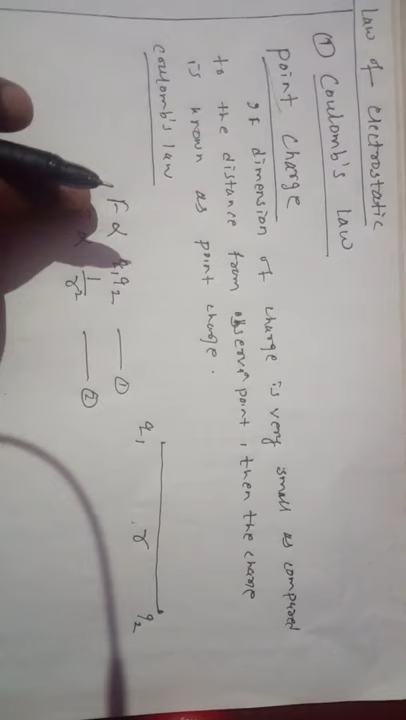 Law of electrostatic
① Coulomb's Law
Point Charge
If dimension of charge is very small as compared
to the distance from observn point, then the charge
is known as point charge.
Coulomb's law
F ∝ q1q2 — ①
∝ 1/r2 — ②
q1
r
q2